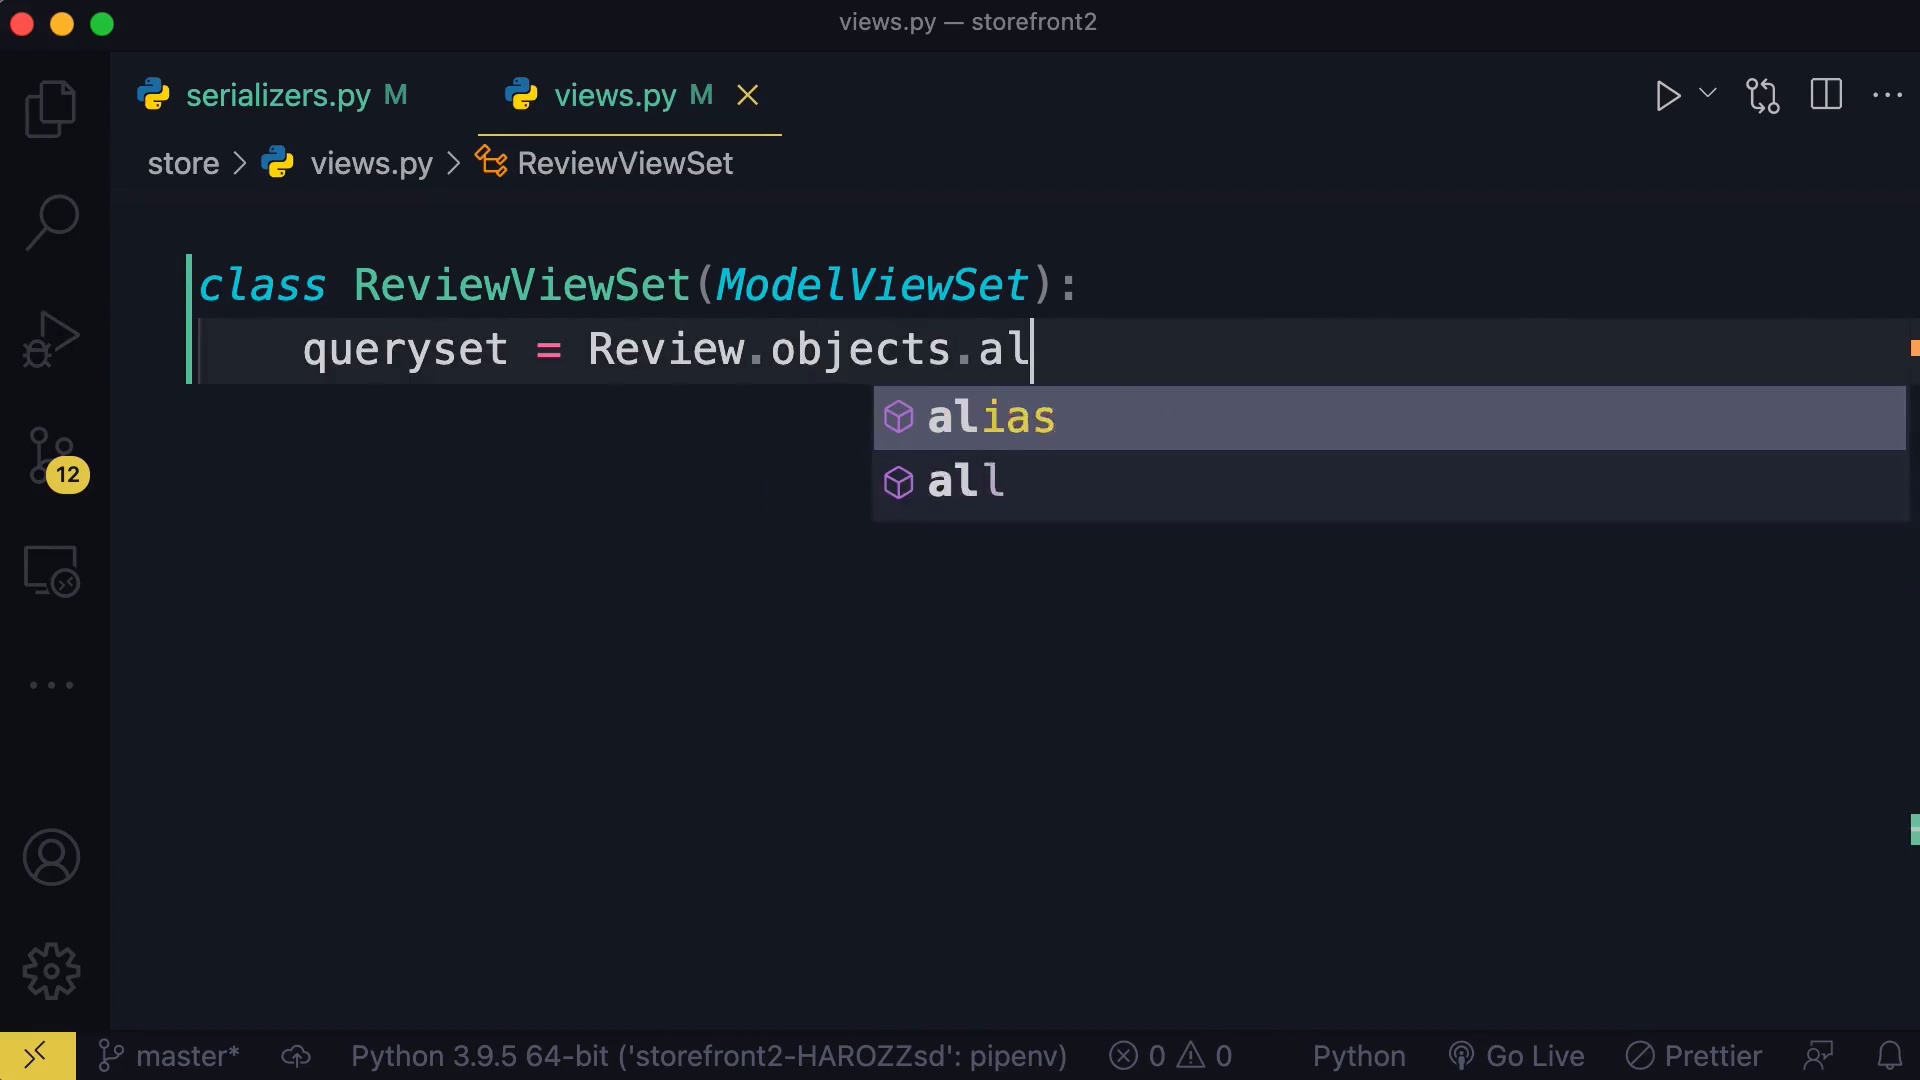 views.py — storefront2
serializers.py M views.py M
store > views.py > ReviewViewSet
class ReviewViewSet(ModelViewSet):
queryset = Review.objects.al
alias
all
12
master* Python 3.9.5 64-bit ('storefront2-HAROZZsd': pipenv) 0 0 Python Go Live Prettier